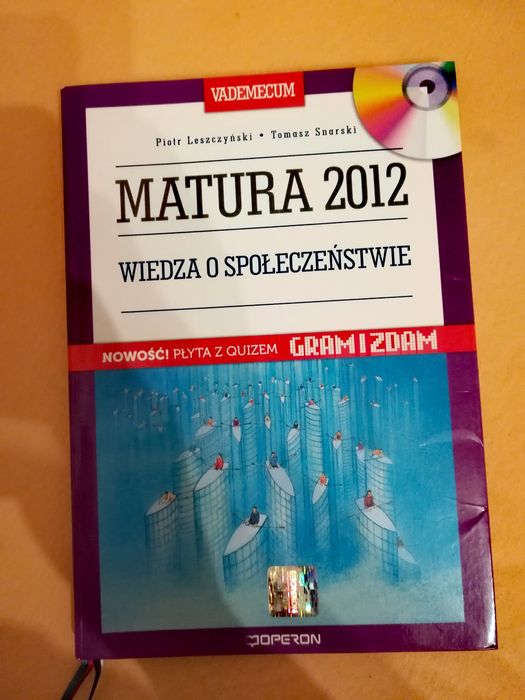 VADEMECUM
Piotr Leszczyński • Tomasz Snarski
MATURA 2012
WIEDZA O SPOŁECZEŃSTWIE
NOWOŚĆ! PŁYTA Z QUIZEM GRAM I ZDAM
OPERON